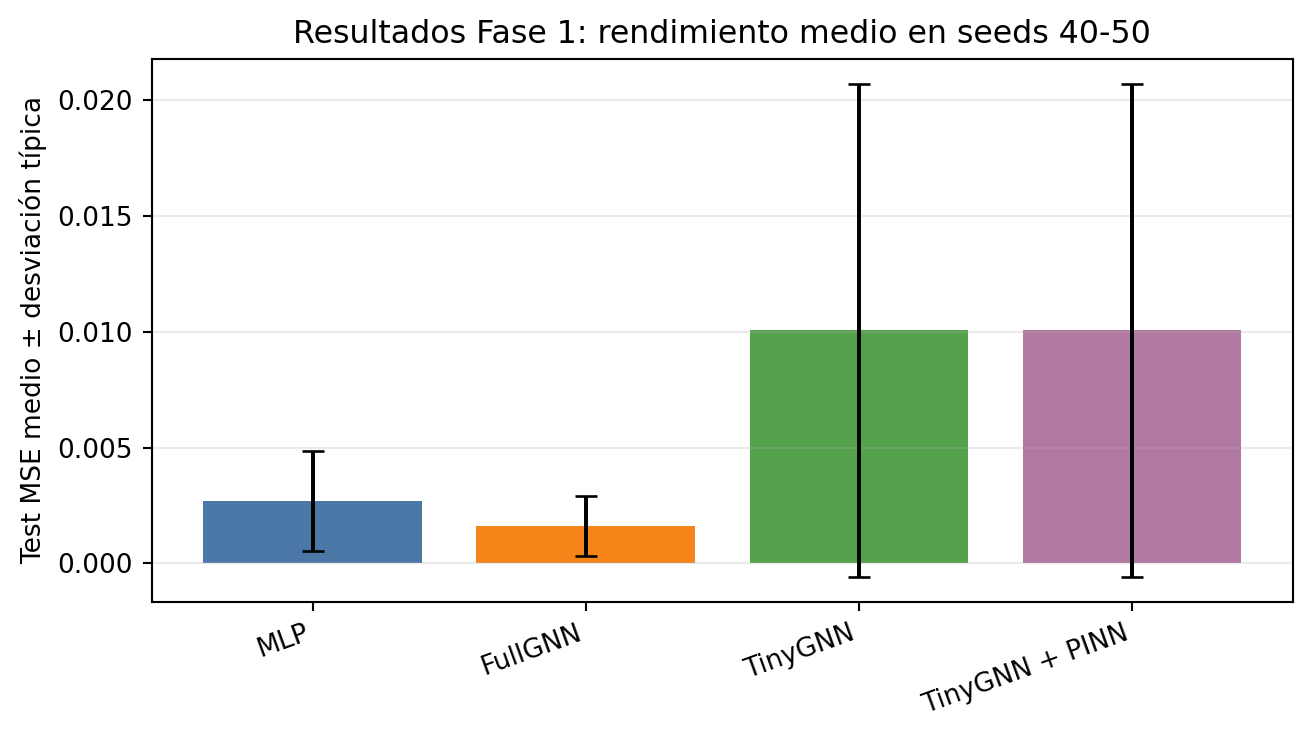 Resultados Fase 1: rendimiento medio en seeds 40-50
Test MSE medio ± desviación típica
0.020
0.015
0.010
0.005
0.000
MLP
FullGNN
TinyGNN
TinyGNN + PINN